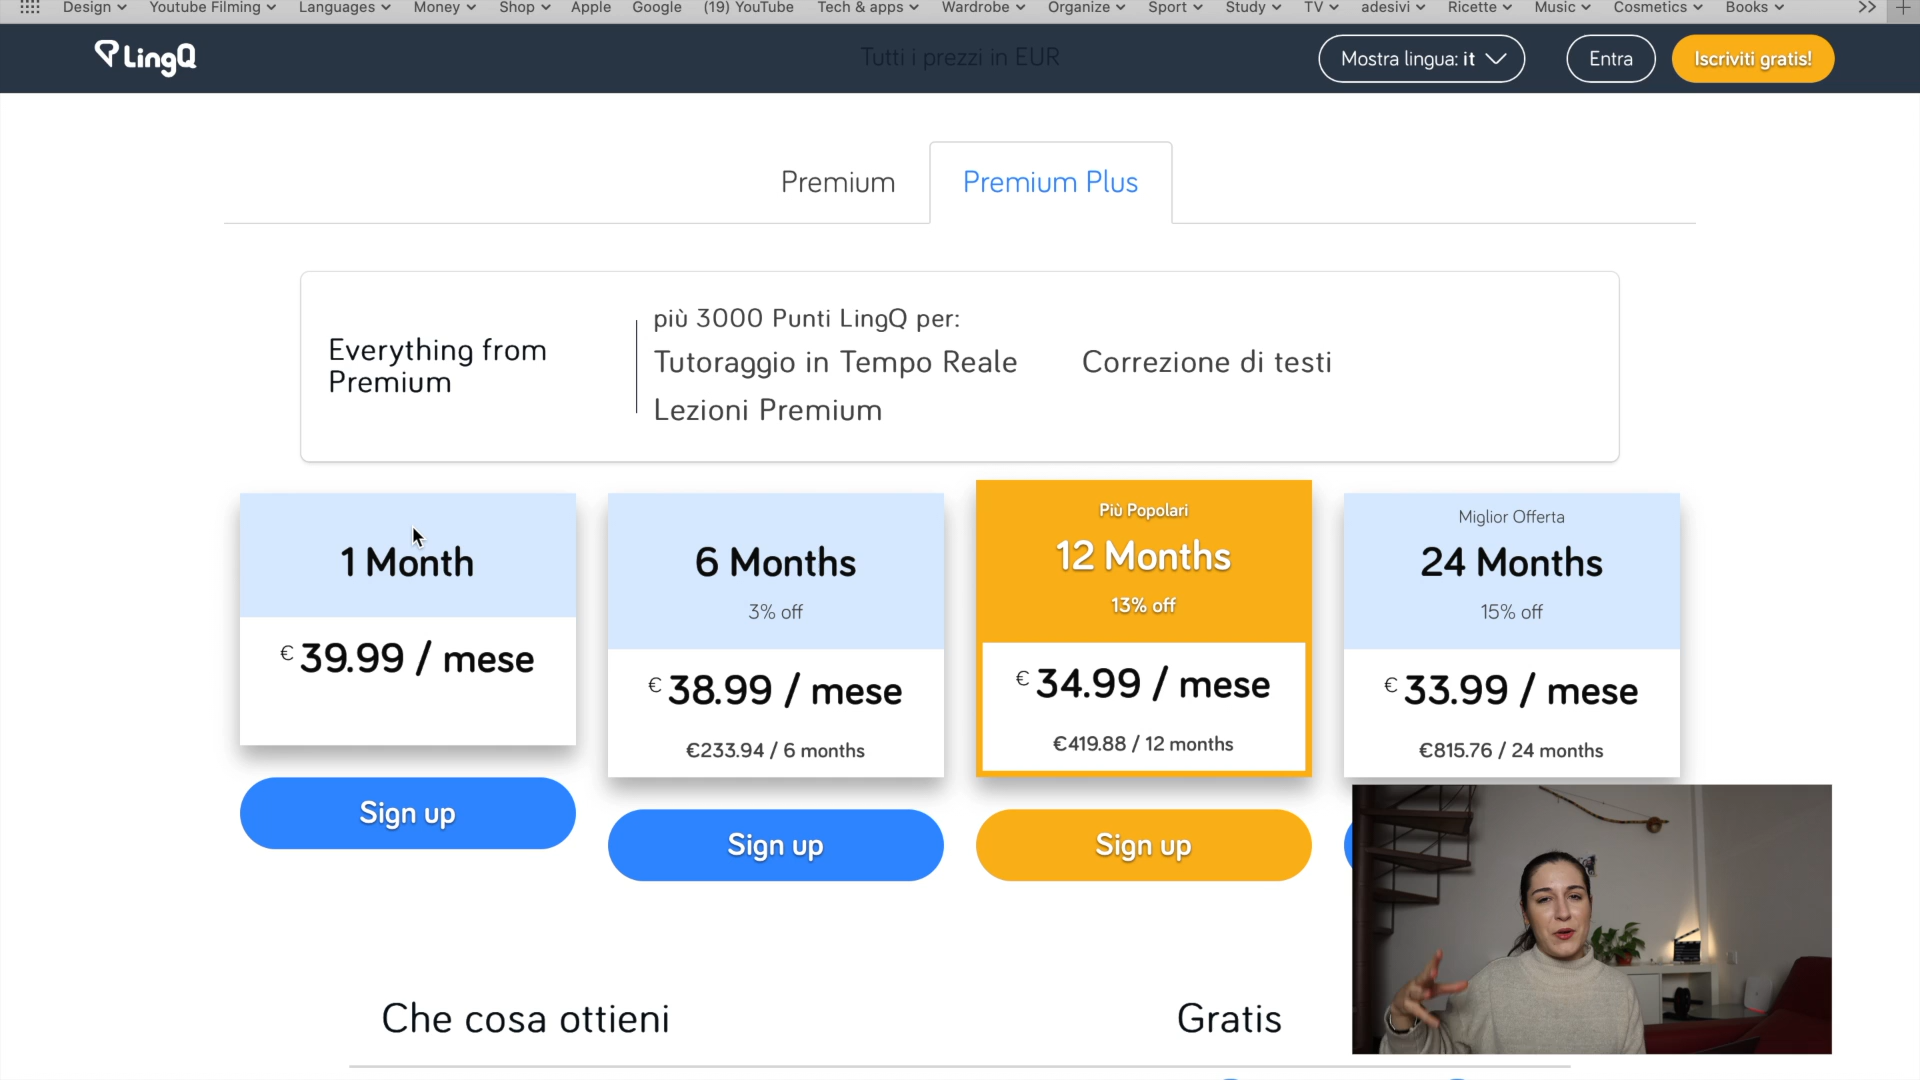 Design Youtube Filming Languages Money Shop Apple Google (19) YouTube Tech & apps Wardrobe Organize Sport Study TV adesivi Ricette Music Cosmetics Books
LingQ
Tutti i prezzi in EUR
Mostra lingua: it
Entra
Iscriviti gratis!
Premium
Premium Plus
Everything from
Premium
più 3000 Punti LingQ per:
Tutoraggio in Tempo Reale
Correzione di testi
Lezioni Premium
1 Month
€ 39.99 / mese
Sign up
6 Months
3% off
€ 38.99 / mese
€233.94 / 6 months
Sign up
Più Popolari
12 Months
13% off
€ 34.99 / mese
€419.88 / 12 months
Sign up
Miglior Offerta
24 Months
15% off
€ 33.99 / mese
€815.76 / 24 months
Che cosa ottieni
Gratis